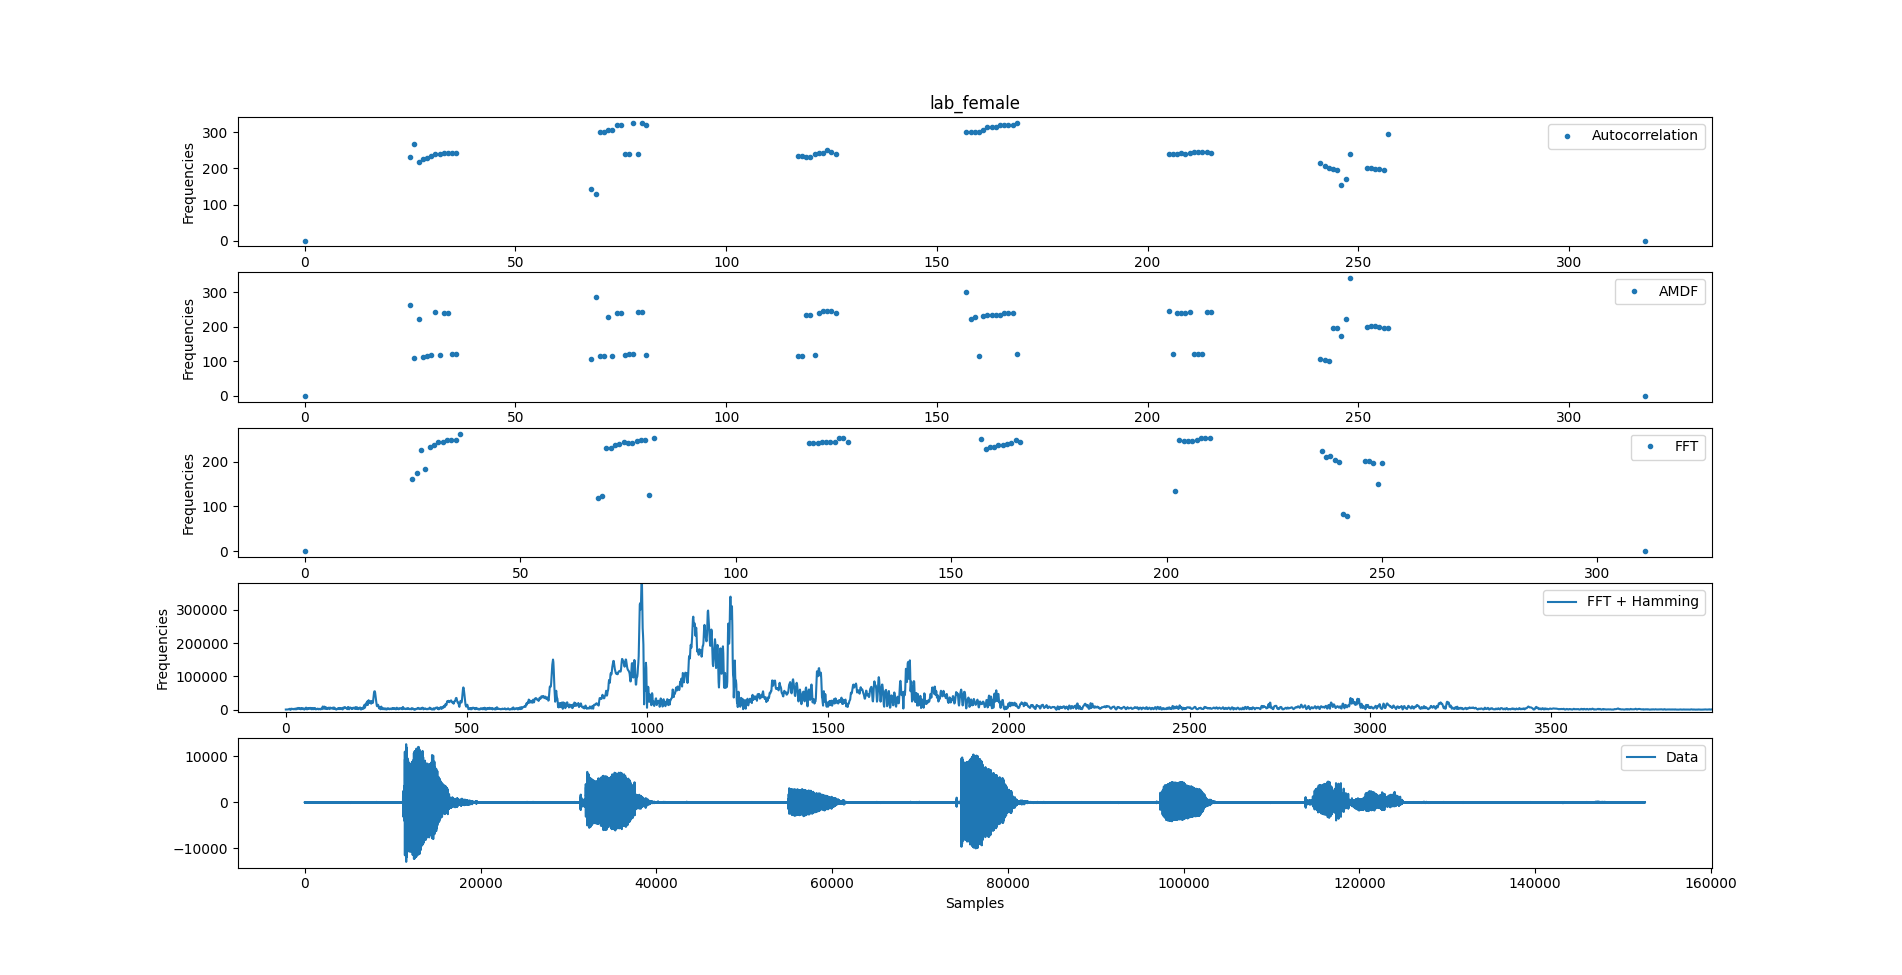 lab_female
Frequencies
300
200
100
0
Autocorrelation
0 50 100 150 200 250 300
Frequencies
300
200
100
0
AMDF
0 50 100 150 200 250 300
Frequencies
200
100
0
FFT
0 50 100 150 200 250 300
Frequencies
300000
200000
100000
0
FFT + Hamming
0 500 1000 1500 2000 2500 3000 3500
10000
0
−10000
Data
0 20000 40000 60000 80000 100000 120000 140000 160000
Samples